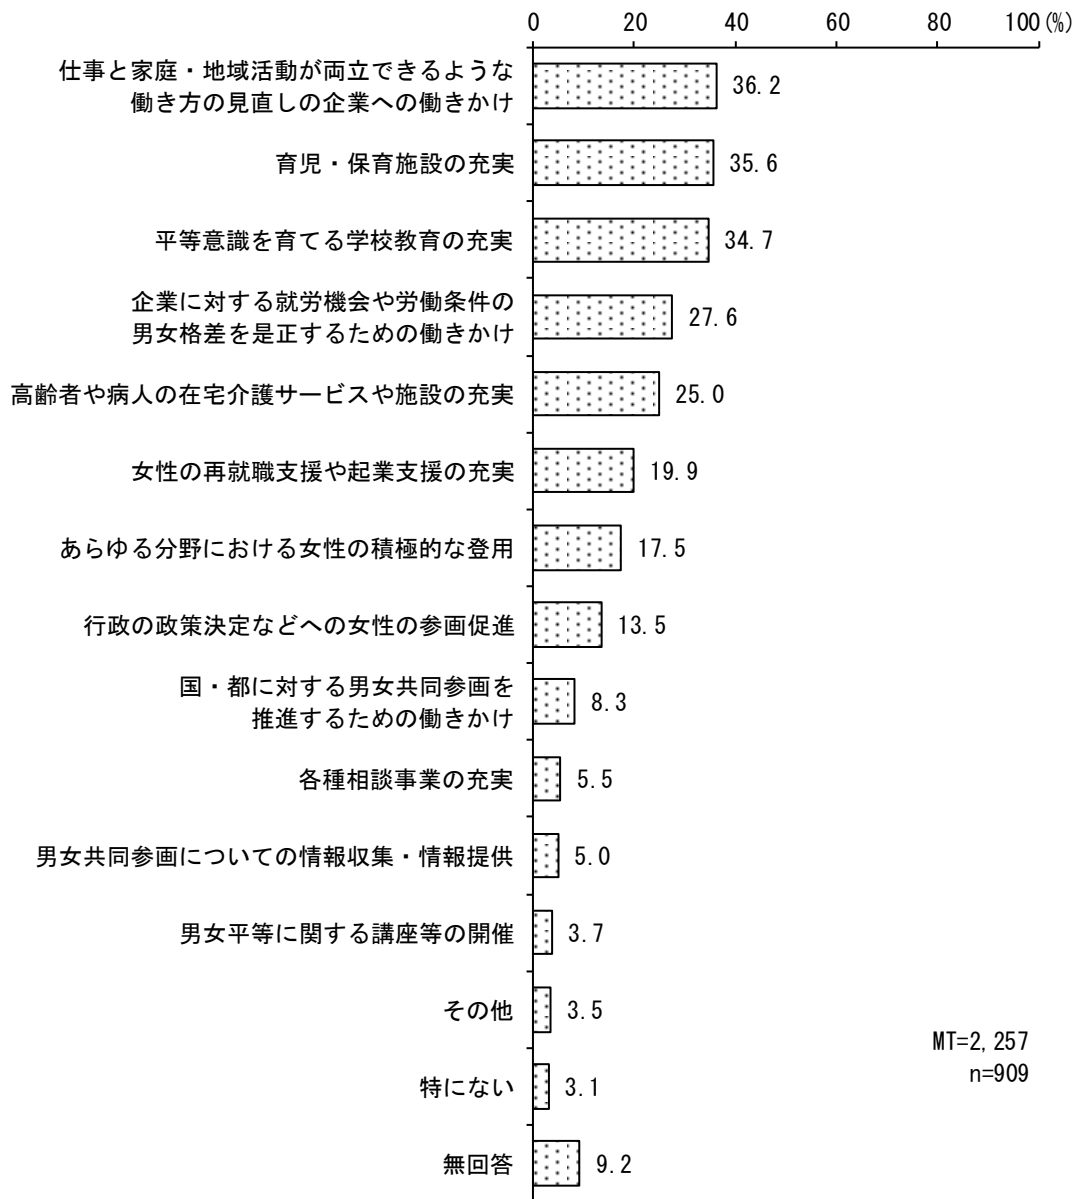 0 20 40 60 80 100 (%)
仕事と家庭・地域活動が両立できるような
働き方の見直しの企業への働きかけ 36.2
育児・保育施設の充実 35.6
平等意識を育てる学校教育の充実 34.7
企業に対する就労機会や労働条件の
男女格差を是正するための働きかけ 27.6
高齢者や病人の在宅介護サービスや施設の充実 25.0
女性の再就職支援や起業支援の充実 19.9
あらゆる分野における女性の積極的な登用 17.5
行政の政策決定などへの女性の参画促進 13.5
国・都に対する男女共同参画を
推進するための働きかけ 8.3
各種相談事業の充実 5.5
男女共同参画についての情報収集・情報提供 5.0
男女平等に関する講座等の開催 3.7
その他 3.5
特にない 3.1
無回答 9.2
MT=2,257
n=909